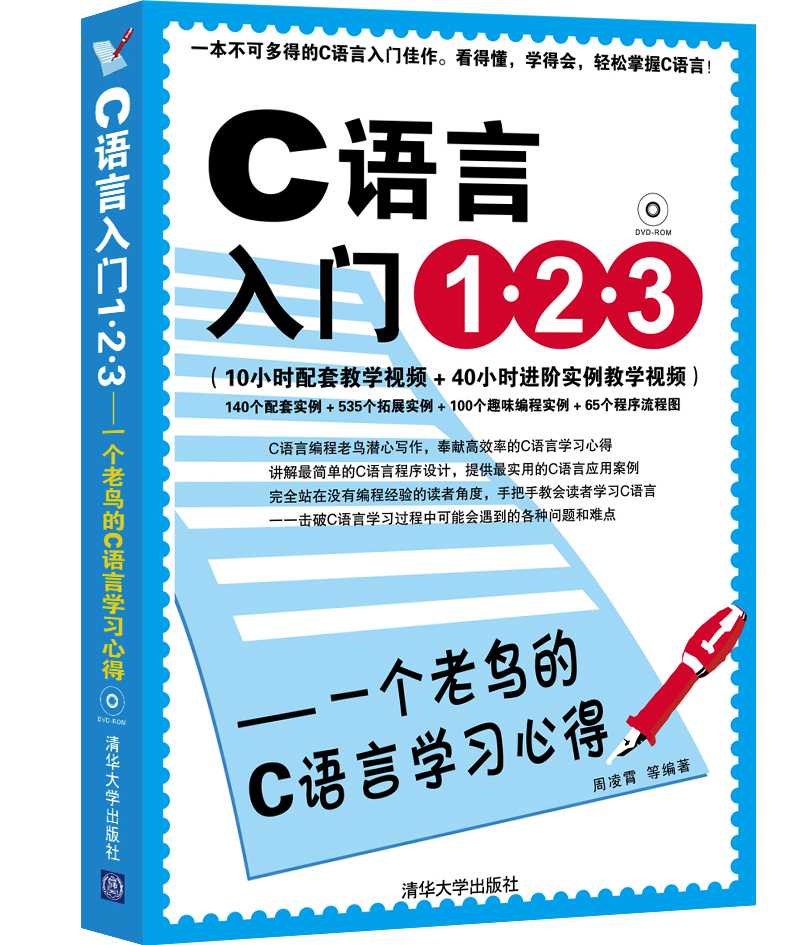 一本不可多得的C语言入门佳作。看得懂，学得会，轻松掌握C语言！
C语言
DVD-ROM
入门1·2·3
（10小时配套教学视频 + 40小时进阶实例教学视频）
140个配套实例 + 535个拓展实例 + 100个趣味编程实例 + 65个程序流程图
C语言编程老鸟潜心写作，奉献高效率的C语言学习心得
讲解最简单的C语言程序设计，提供最实用的C语言应用案例
完全站在没有编程经验的读者角度，手把手教会读者学习C语言
一一击破C语言学习过程中可能会遇到的各种问题和难点
——一个老鸟的
C语言学习心得
周凌霄 等编著
清华大学出版社
C语言入门1·2·3——一个老鸟的C语言学习心得
DVD-ROM
清华大学出版社